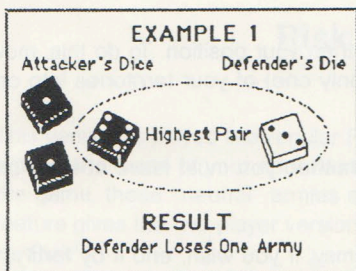 EXAMPLE 1
Attacker's Dice Defender's Die
Highest Pair
RESULT
Defender Loses One Army